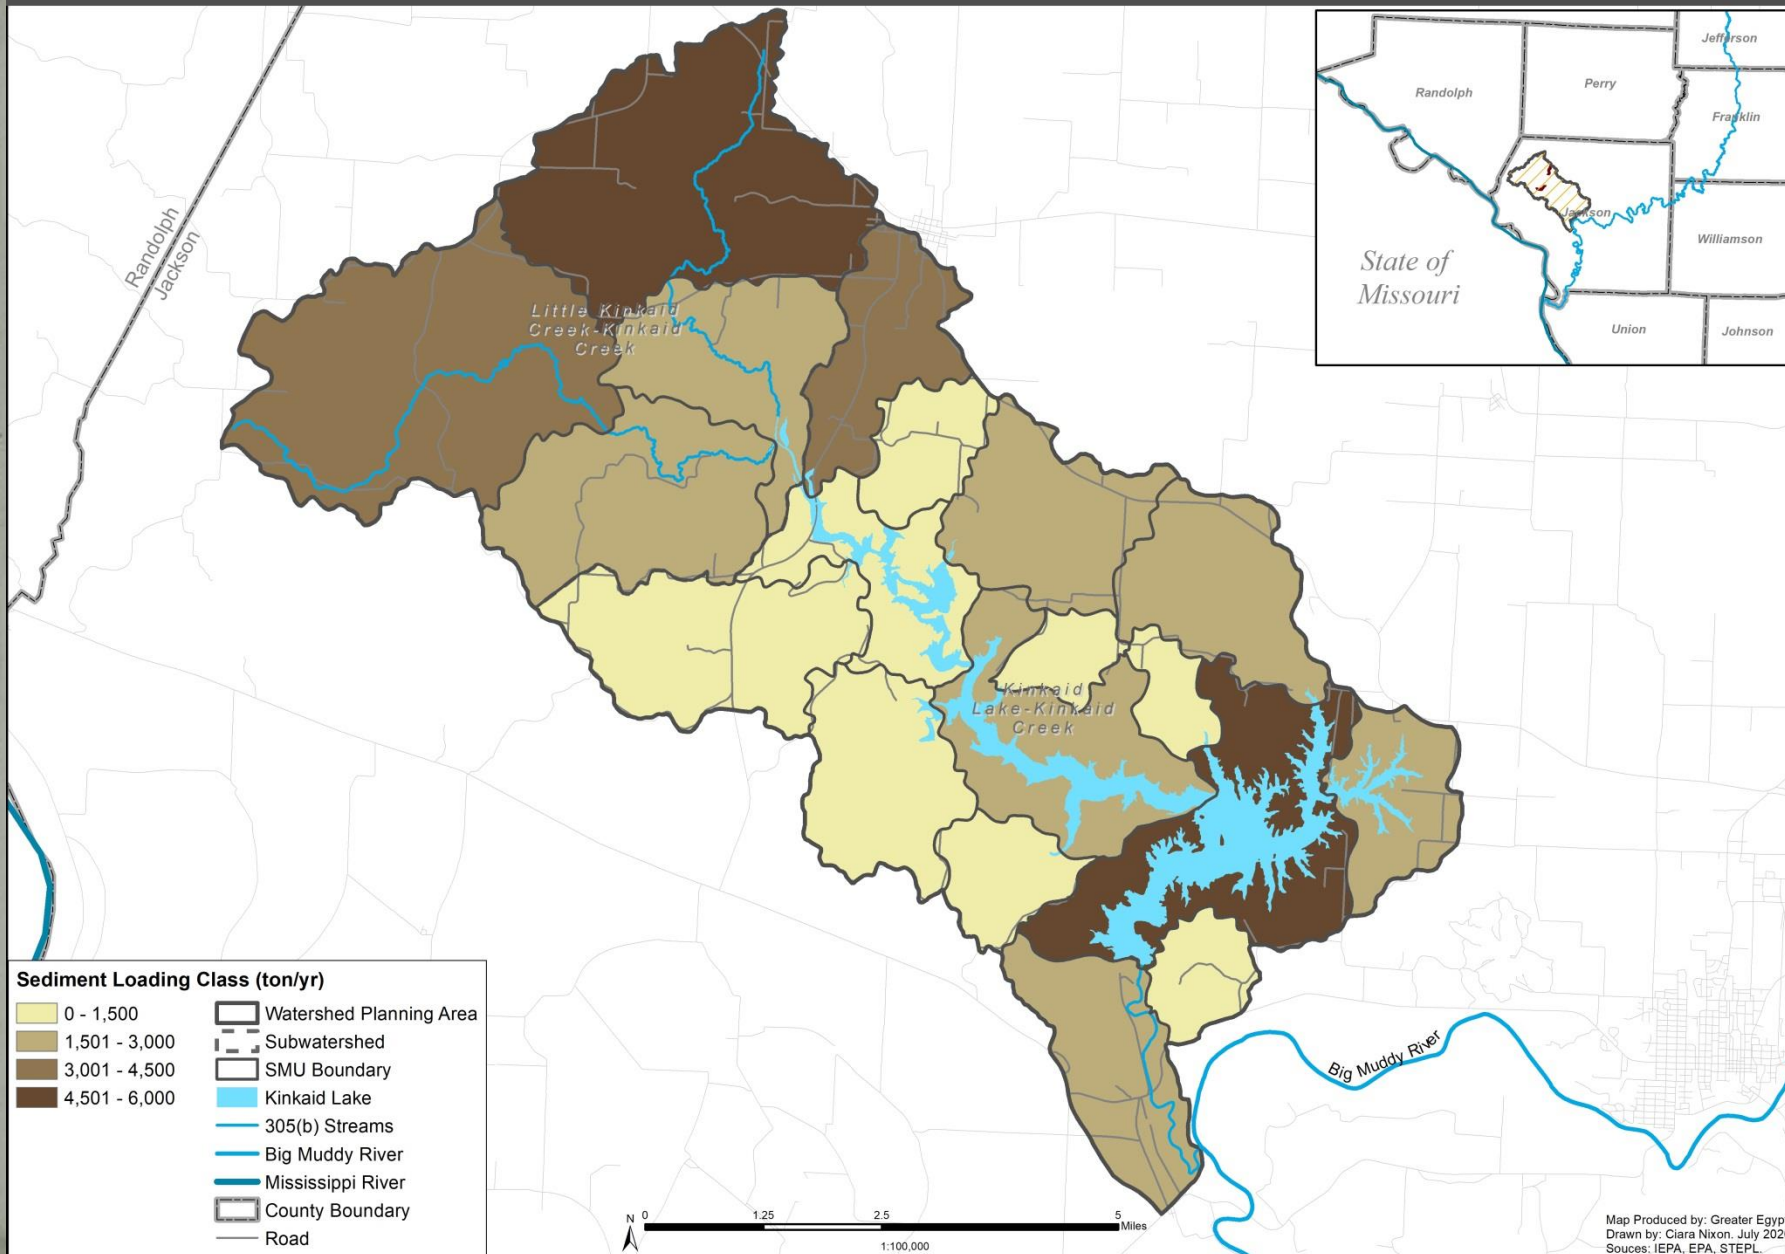 Jefferson
Perry
Randolph
Franklin
Jackson
Williamson
State of
Missouri
Union
Johnson
Randolph
Jackson
Little Kinkaid
Creek-Kinkaid
Creek
Kinkaid
Lake-Kinkaid
Creek
Big Muddy River
Sediment Loading Class (ton/yr)
0 - 1,500
1,501 - 3,000
3,001 - 4,500
4,501 - 6,000
Watershed Planning Area
Subwatershed
SMU Boundary
Kinkaid Lake
305(b) Streams
Big Muddy River
Mississippi River
County Boundary
Road
N
0 1.25 2.5 5
Miles
1:100,000
Map Produced by: Greater Egyp
Drawn by: Ciara Nixon. July 202
Souces: IEPA, EPA, STEPL.